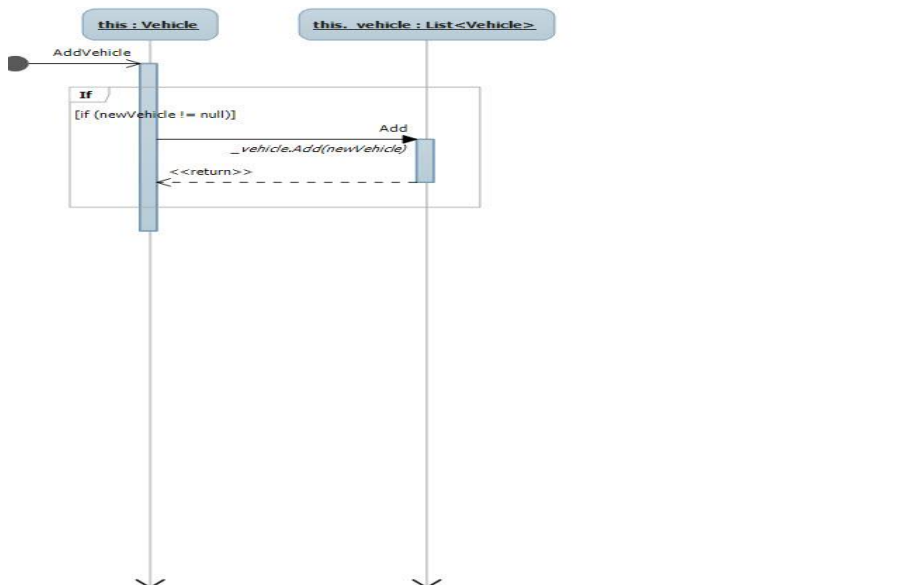 this : Vehicle
this. _vehicle : List<Vehicle>
AddVehicle
If
[if (newVehicle != null)]
Add
_vehicle.Add(newVehicle)
<<return>>